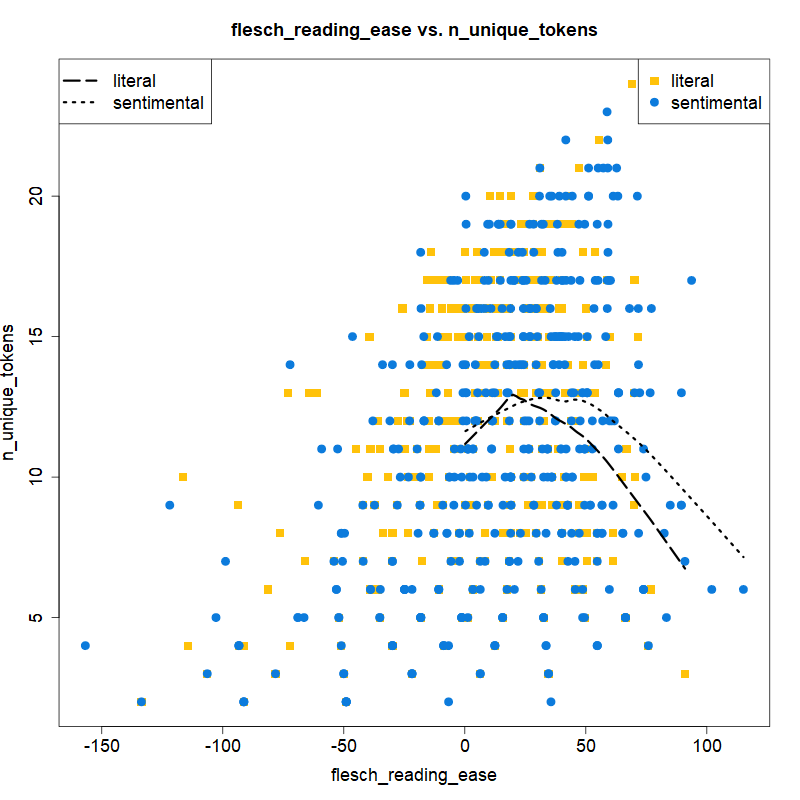 flesch_reading_ease vs. n_unique_tokens
literal
sentimental
literal
sentimental
n_unique_tokens
20
15
10
5
-150 -100 -50 0 50 100
flesch_reading_ease